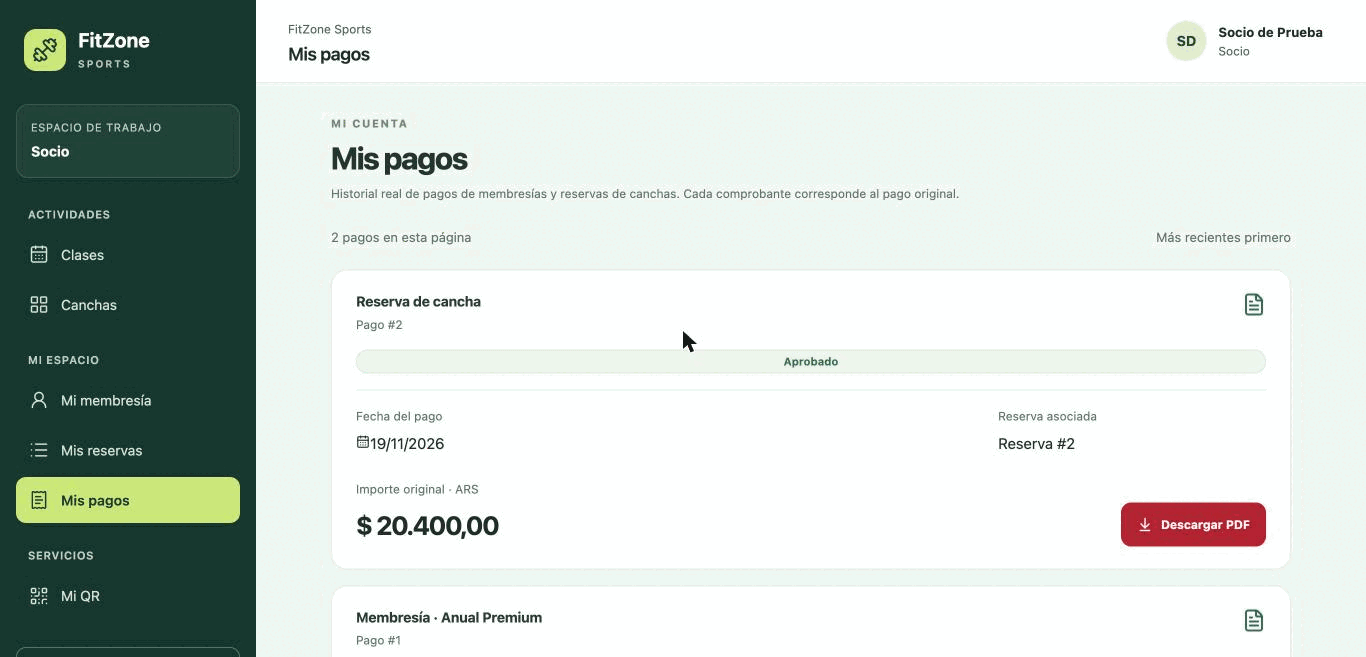 FitZone
SPORTS
ESPACIO DE TRABAJO
Socio
ACTIVIDADES
Clases
Canchas
MI ESPACIO
Mi membresía
Mis reservas
Mis pagos
SERVICIOS
Mi QR
FitZone Sports
Mis pagos
SD
Socio de Prueba
Socio
MI CUENTA
Mis pagos
Historial real de pagos de membresías y reservas de canchas. Cada comprobante corresponde al pago original.
2 pagos en esta página
Más recientes primero
Reserva de cancha
Pago #2
Aprobado
Fecha del pago
19/11/2026
Reserva asociada
Reserva #2
Importe original · ARS
$ 20.400,00
Descargar PDF
Membresía · Anual Premium
Pago #1